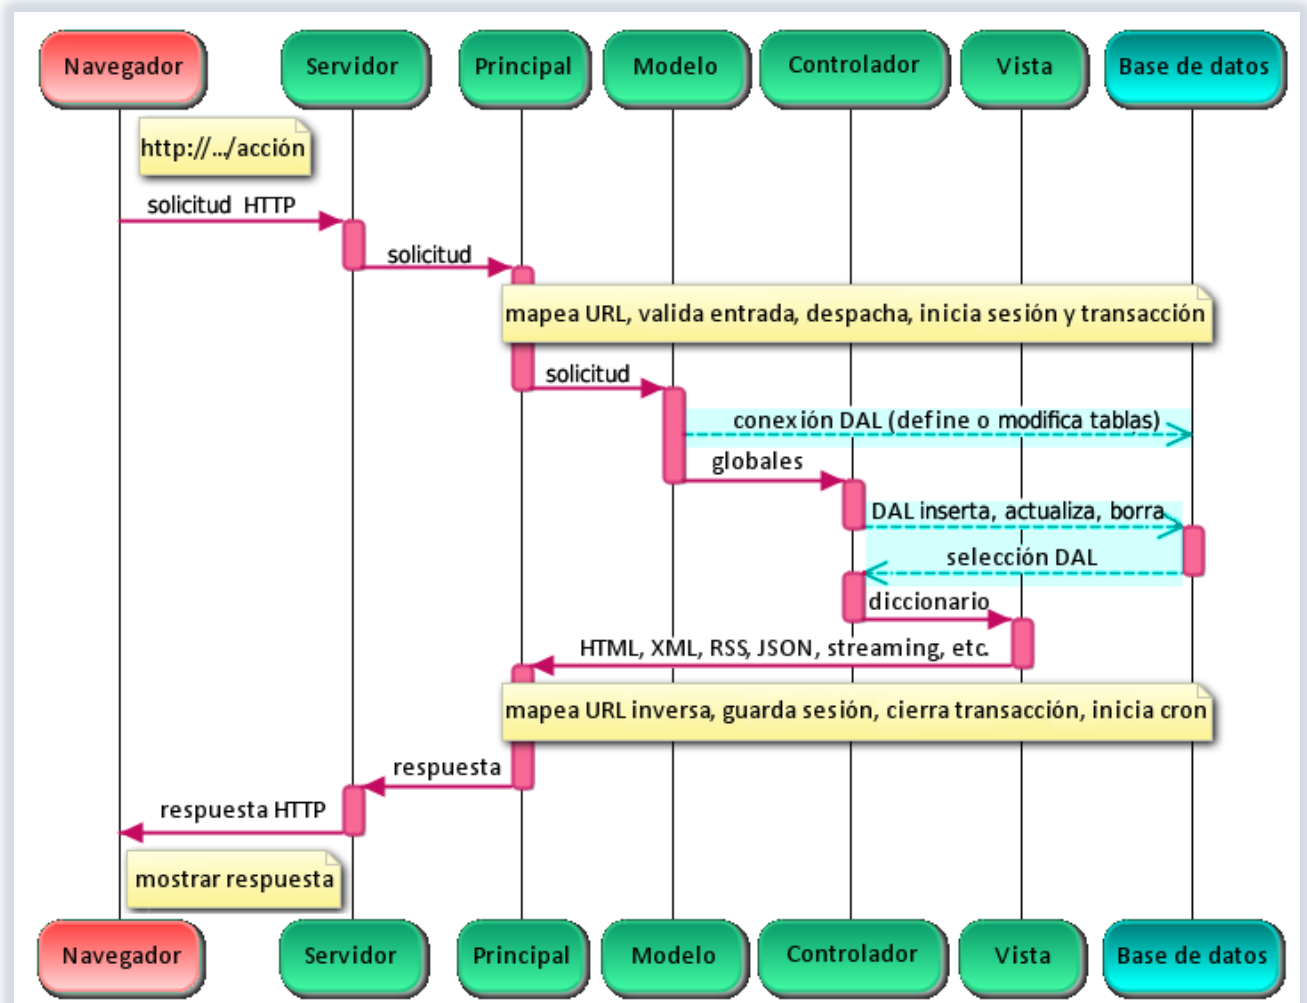 Navegador Servidor Principal Modelo Controlador Vista Base de datos
http://.../acción
solicitud HTTP
solicitud
mapea URL, valida entrada, despacha, inicia sesión y transacción
solicitud
conexión DAL (define o modifica tablas)
globales
DAL inserta, actualiza, borra
selección DAL
diccionario
HTML, XML, RSS, JSON, streaming, etc.
mapea URL inversa, guarda sesión, cierra transacción, inicia cron
respuesta
respuesta HTTP
mostrar respuesta
Navegador Servidor Principal Modelo Controlador Vista Base de datos